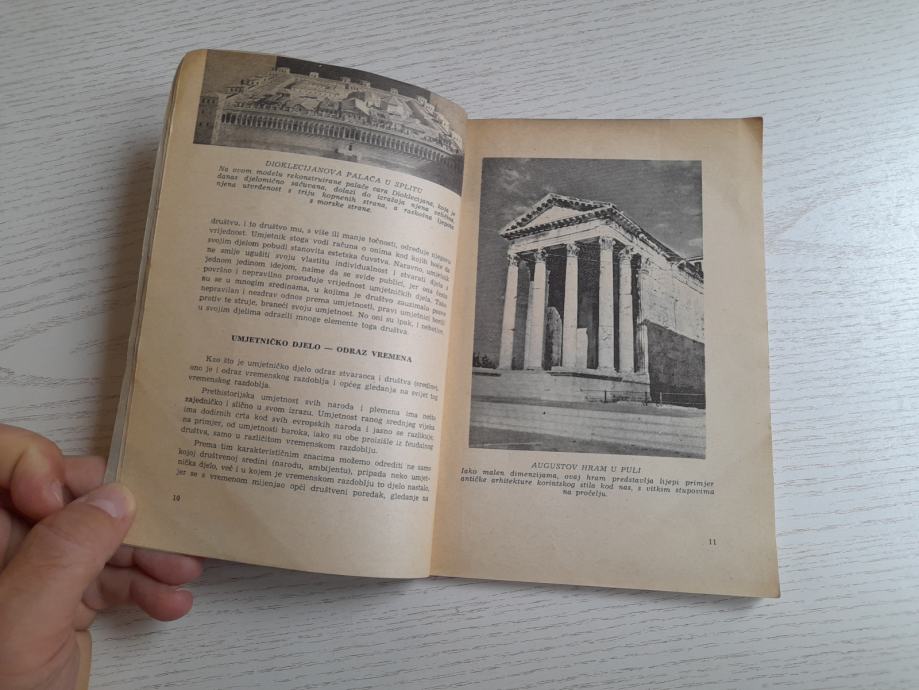 DIOKLECIJANOVA PALAČA U SPLITU
Na ovom modelu rekonstruirane palače cara Dioklecijana, koja je
danas djelomično sačuvana, dolazi do izražaja njena veličina,
njena utvrđenost s triju kopnenih strana, a raskošna ljepota
s morske strane.
društvu, i to društvo mu, s više ili manje točnosti, određuje njegovu
vrijednost. Umjetnik stoga vodi računa o onima kod kojih hoće da
svojim djelom pobudi stanovita estetska čuvstva. Naravno, umjetnik
ne smije ugušiti svoju vlastitu individualnost i stvarati djela s
jednom jedinom idejom, naime da se svide publici, jer ona često
površno i nepravilno prosuđuje vrijednost umjetničkih djela. Tako
su u mnogim sredinama, u kojima je društvo zauzimalo posve
nepravilan i nezdrav odnos prema umjetnosti, pravi umjetnici bili
protiv te struje, braneći svoju umjetnost. No oni su ipak, i nehotice,
u svojim djelima odrazili mnoge elemente toga društva.
UMJETNIČKO DJELO — ODRAZ VREMENA
Kao što je umjetničko djelo odraz stvaraoca i društva (sredine),
ono je i odraz vremenskog razdoblja i općeg gledanja na svijet tog
vremenskog razdoblja.
Prethistorijska umjetnost svih naroda i plemena ima nešto
zajedničko i slično u svom izrazu. Umjetnost ranog srednjeg vijeka
ima dodirnih crta kod svih evropskih naroda i jasno se razlikuje,
na primjer, od umjetnosti baroka, iako su obe proizišle iz feudalnog
društva, samo u različitom vremenskom razdoblju.
Prema tim karakterističnim znacima možemo odrediti ne samo
kojoj društvenoj sredini (narodu, ambijentu), pripada neko umjet-
ničko djelo, već i u kojem je vremenskom razdoblju to djelo nastalo,
jer se s vremenom mijenjao opći društveni poredak, gledanje na
10
AUGUSTOV HRAM U PULI
Iako malen dimenzijama, ovaj hram predstavlja lijepi primjer
antičke arhitekture korintskog stila kod nas, s vitkim stupovima
na pročelju.
11